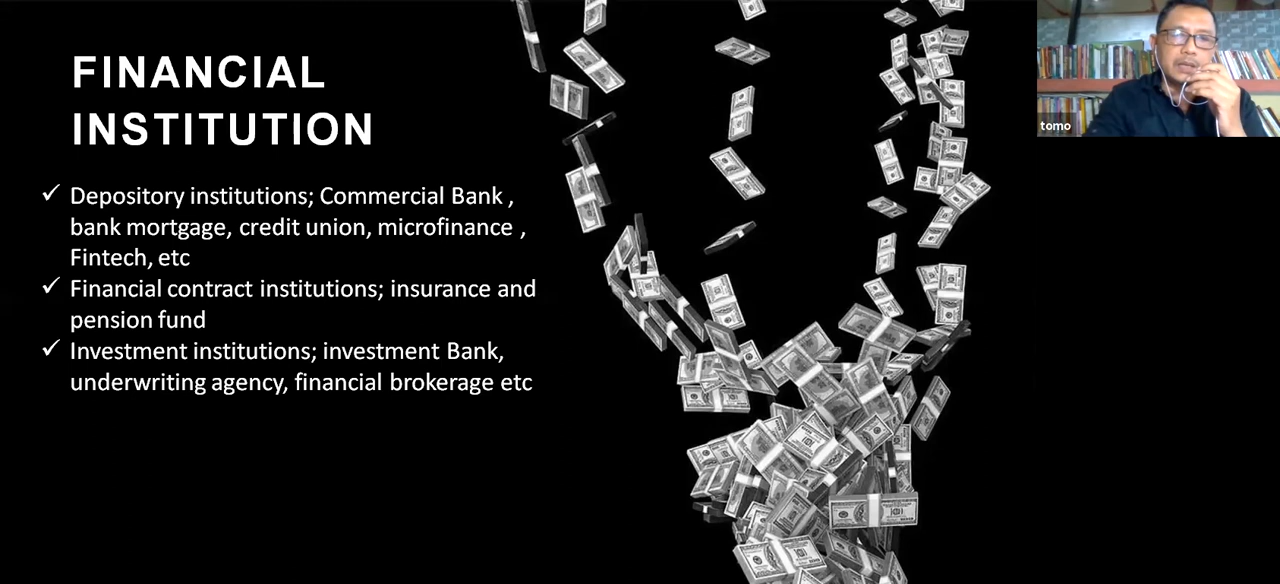 FINANCIAL
INSTITUTION
✓ Depository institutions; Commercial Bank ,
bank mortgage, credit union, microfinance ,
Fintech, etc
✓ Financial contract institutions; insurance and
pension fund
✓ Investment institutions; investment Bank,
underwriting agency, financial brokerage etc
tomo